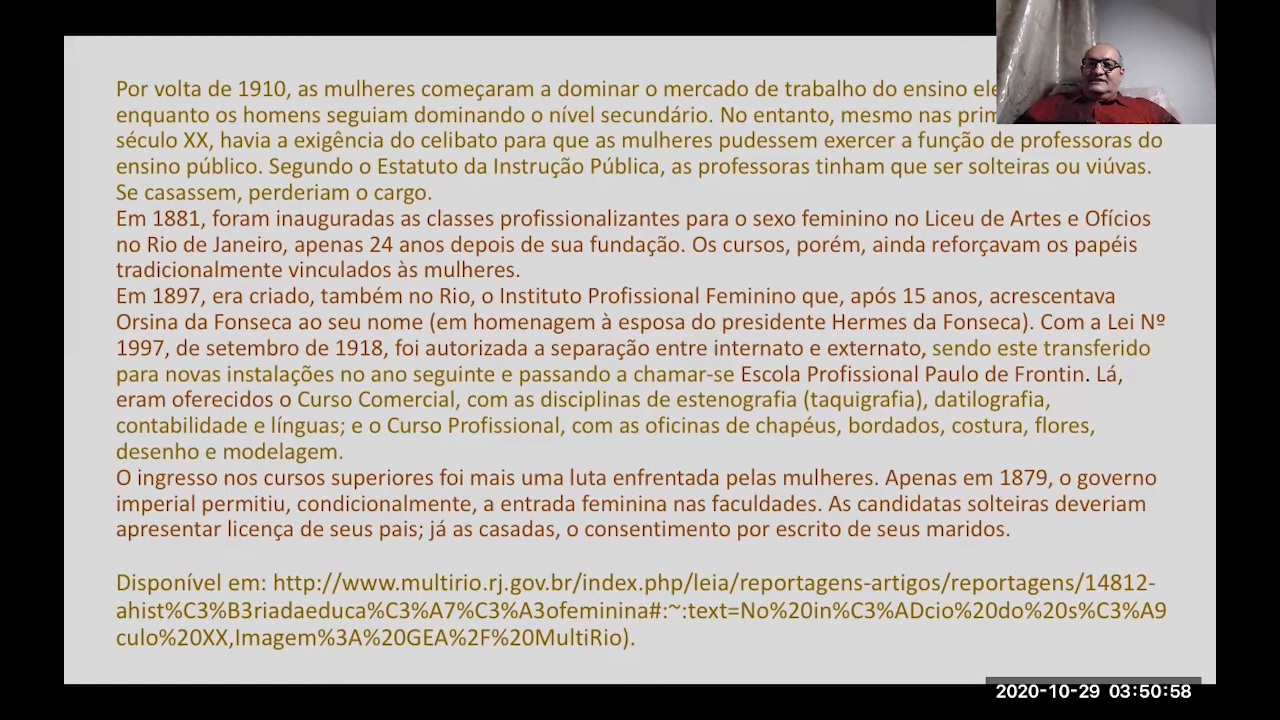 Por volta de 1910, as mulheres começaram a dominar o mercado de trabalho do ensino
enquanto os homens seguiam dominando o nível secundário. No entanto, mesmo nas
século XX, havia a exigência do celibato para que as mulheres pudessem exercer a função de professoras do
ensino público. Segundo o Estatuto da Instrução Pública, as professoras tinham que ser solteiras ou viúvas.
Se casassem, perderiam o cargo.
Em 1881, foram inauguradas as classes profissionalizantes para o sexo feminino no Liceu de Artes e Ofícios
no Rio de Janeiro, apenas 24 anos depois de sua fundação. Os cursos, porém, ainda reforçavam os papéis
tradicionalmente vinculados às mulheres.
Em 1897, era criado, também no Rio, o Instituto Profissional Feminino que, após 15 anos, acrescentava
Orsina da Fonseca ao seu nome (em homenagem à esposa do presidente Hermes da Fonseca). Com a Lei Nº
1997, de setembro de 1918, foi autorizada a separação entre internato e externato, sendo este transferido
para novas instalações no ano seguinte e passando a chamar-se Escola Profissional Paulo de Frontin. Lá,
eram oferecidos o Curso Comercial, com as disciplinas de estenografia (taquigrafia), datilografia,
contabilidade e línguas; e o Curso Profissional, com as oficinas de chapéus, bordados, costura, flores,
desenho e modelagem.
O ingresso nos cursos superiores foi mais uma luta enfrentada pelas mulheres. Apenas em 1879, o governo
imperial permitiu, condicionalmente, a entrada feminina nas faculdades. As candidatas solteiras deveriam
apresentar licença de seus pais; já as casadas, o consentimento por escrito de seus maridos.
Disponível em: http://www.multirio.rj.gov.br/index.php/leia/reportagens-artigos/reportagens/14812-
ahist%C3%B3riadaeduca%C3%A7%C3%A3ofeminina#:~:text=No%20in%C3%ADcio%20do%20s%C3%A9
culo%20XX,Imagem%3A%20GEA%2F%20MultiRio).
2020-10-29 03:50:58